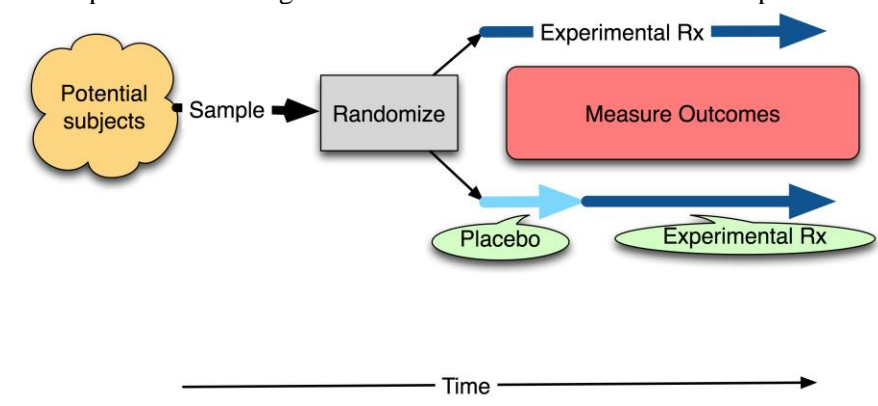 Experimental Rx
Potential
subjects
Sample
Randomize
Measure Outcomes
Placebo
Experimental Rx
Time